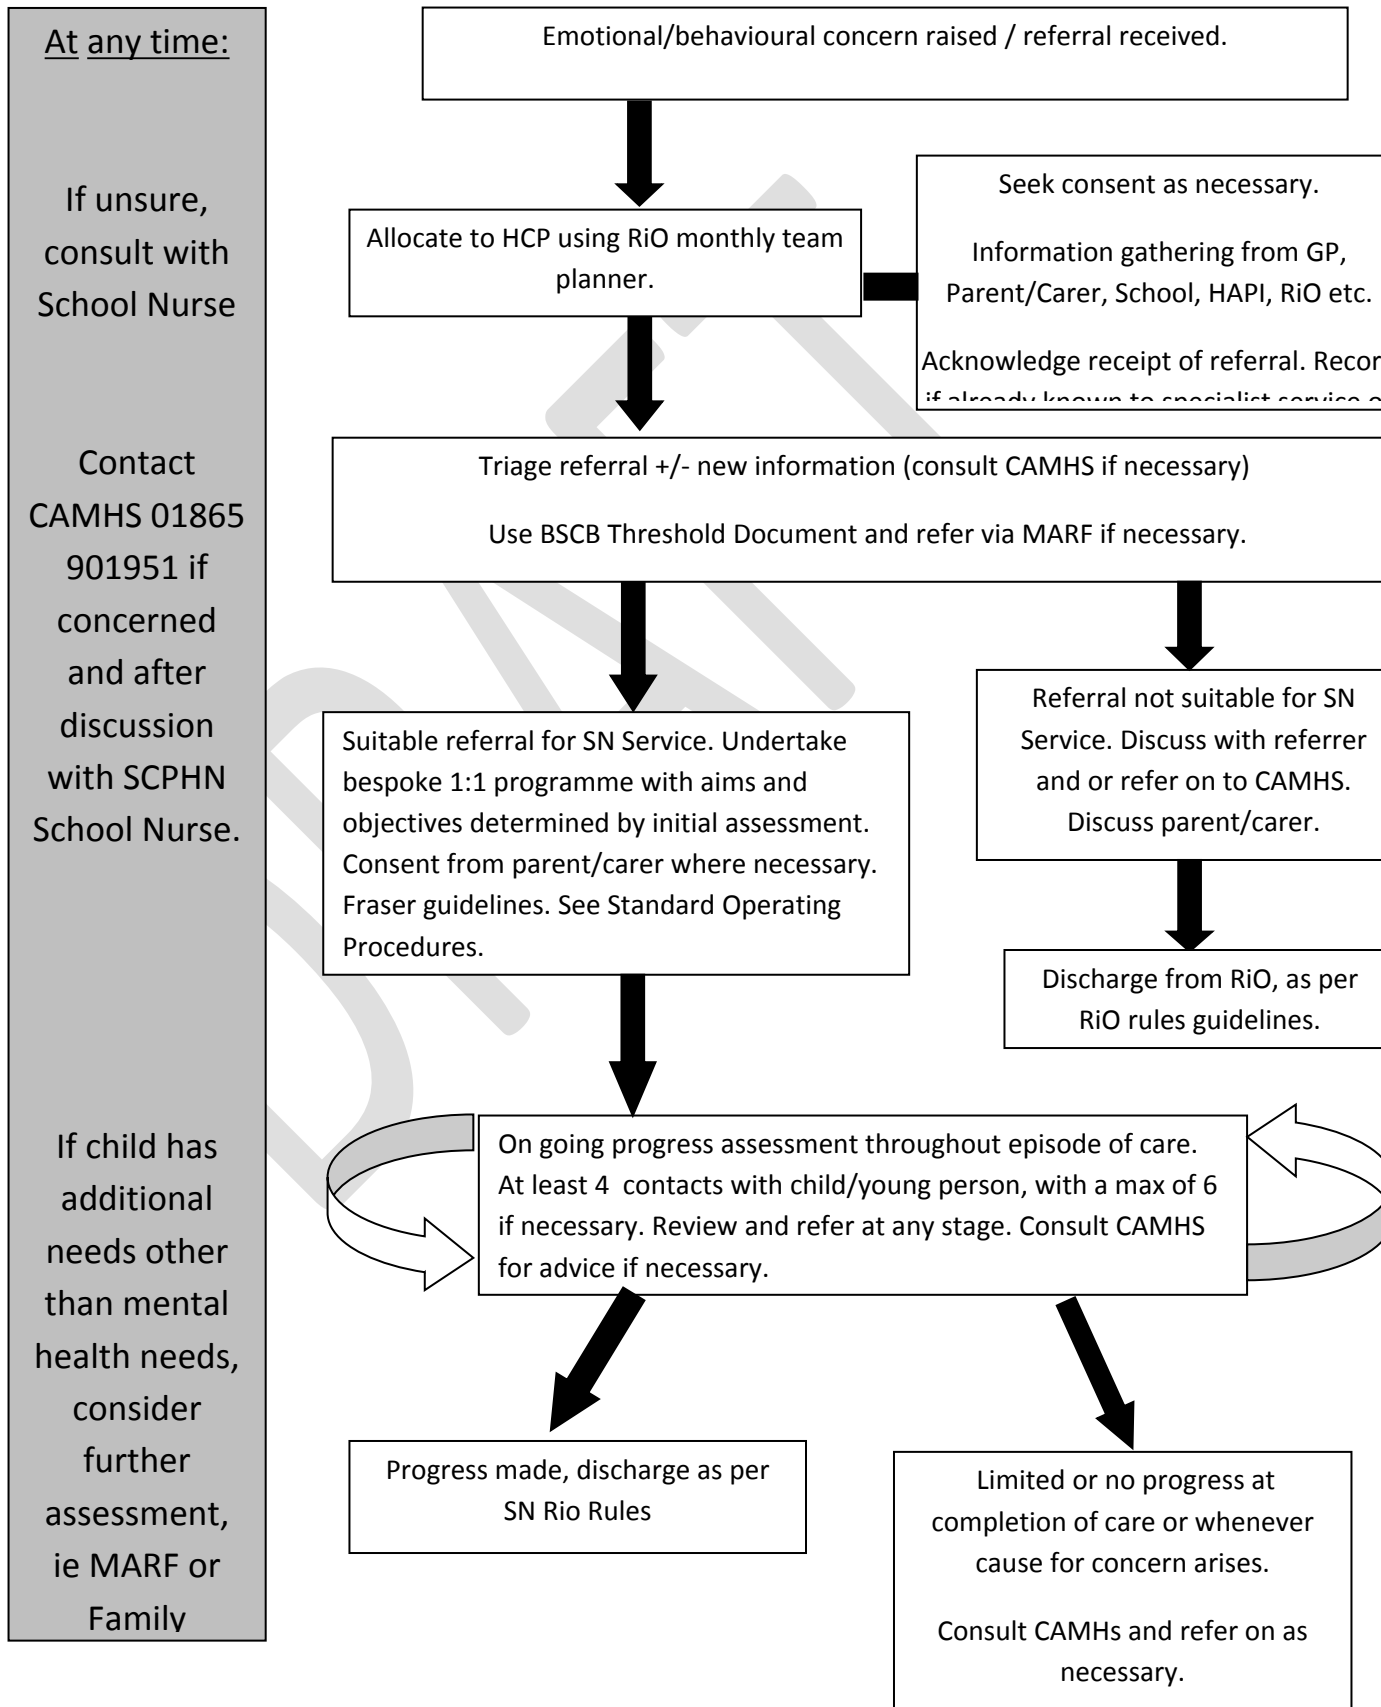 At any time:
If unsure,
consult with
School Nurse
Contact
CAMHS 01865
901951 if
concerned
and after
discussion
with SCPHN
School Nurse.
If child has
additional
needs other
than mental
health needs,
consider
further
assessment,
ie MARF or
Family
Emotional/behavioural concern raised / referral received.
Allocate to HCP using RiO monthly team
planner.
Seek consent as necessary.
Information gathering from GP,
Parent/Carer, School, HAPI, RiO etc.
Acknowledge receipt of referral. Recor
if already known to specialist service o
Triage referral +/- new information (consult CAMHS if necessary)
Use BSCB Threshold Document and refer via MARF if necessary.
Suitable referral for SN Service. Undertake
bespoke 1:1 programme with aims and
objectives determined by initial assessment.
Consent from parent/carer where necessary.
Fraser guidelines. See Standard Operating
Procedures.
Referral not suitable for SN
Service. Discuss with referrer
and or refer on to CAMHS.
Discuss parent/carer.
Discharge from RiO, as per
RiO rules guidelines.
On going progress assessment throughout episode of care.
At least 4  contacts with child/young person, with a max of 6
if necessary. Review and refer at any stage. Consult CAMHS
for advice if necessary.
Progress made, discharge as per
SN Rio Rules
Limited or no progress at
completion of care or whenever
cause for concern arises.
Consult CAMHs and refer on as
necessary.
DRAFT